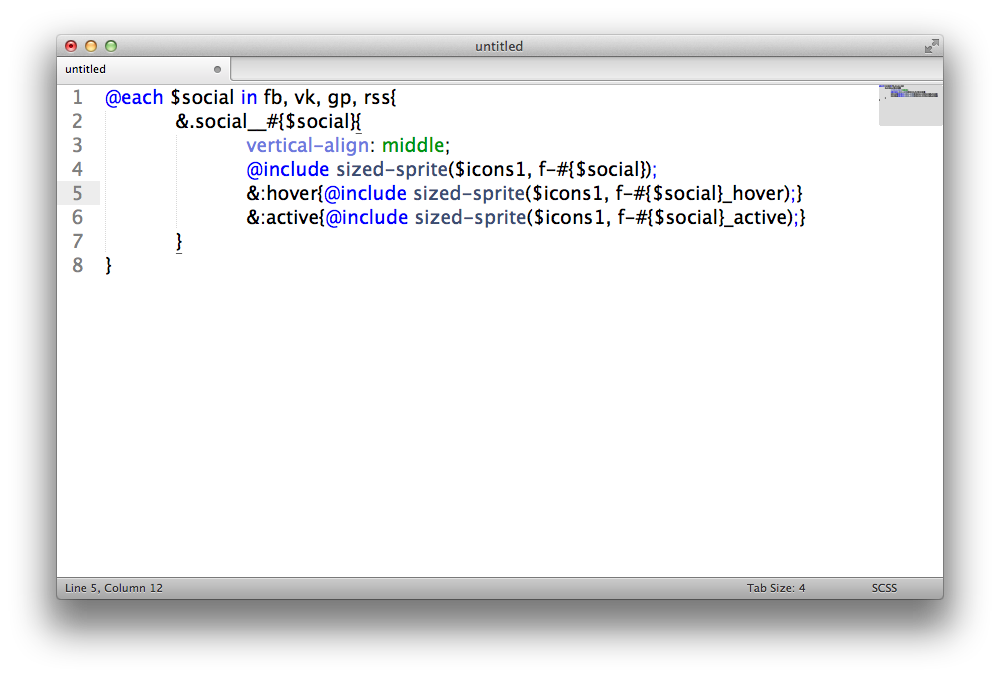 untitled
untitled
1 @each $social in fb, vk, gp, rss{
2 &.social__#{$social}{
3 vertical-align: middle;
4 @include sized-sprite($icons1, f-#{$social});
5 &:hover{@include sized-sprite($icons1, f-#{$social}_hover);}
6 &:active{@include sized-sprite($icons1, f-#{$social}_active);}
7 }
8 }
Line 5, Column 12 Tab Size: 4 SCSS